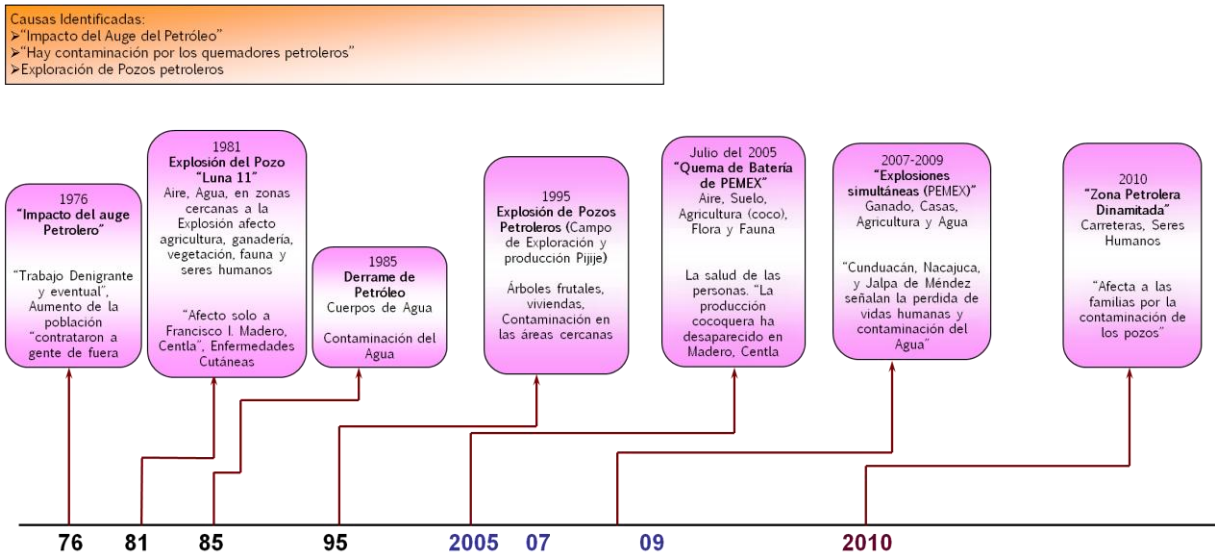 Causas Identificadas:
➢“Impacto del Auge del Petróleo”
➢“Hay contaminación por los quemadores petroleros”
➢Exploración de Pozos petroleros
1976
“Impacto del auge
Petrolero”
“Trabajo Denigrante
y eventual”,
Aumento de la
población
“contrataron a
gente de fuera
1981
Explosión del Pozo
“Luna 11”
Aire, Agua, en zonas
cercanas a la
Explosión afecto
agricultura, ganadería,
vegetación, fauna y
seres humanos
“Afecto solo a
Francisco I. Madero,
Centla”, Enfermedades
Cutáneas
1985
Derrame de
Petróleo
Cuerpos de Agua
Contaminación del
Agua
1995
Explosión de Pozos
Petroleros (Campo
de Exploración y
producción Pijije)
Árboles frutales,
viviendas,
Contaminación en
las áreas cercanas
Julio del 2005
“Quema de Batería
de PEMEX”
Aire, Suelo,
Agricultura (coco),
Flora y Fauna
La salud de las
personas. “La
producción
cocoquera ha
desaparecido en
Madero, Centla
2007-2009
“Explosiones
simultáneas (PEMEX)”
Ganado, Casas,
Agricultura y Agua
“Cunduacán, Nacajuca,
y Jalpa de Méndez
señalan la perdida de
vidas humanas y
contaminación del
Agua”
2010
“Zona Petrolera
Dinamitada”
Carreteras, Seres
Humanos
“Afecta a las
familias por la
contaminación de
los pozos”
76 81 85 95 2005 07 09 2010